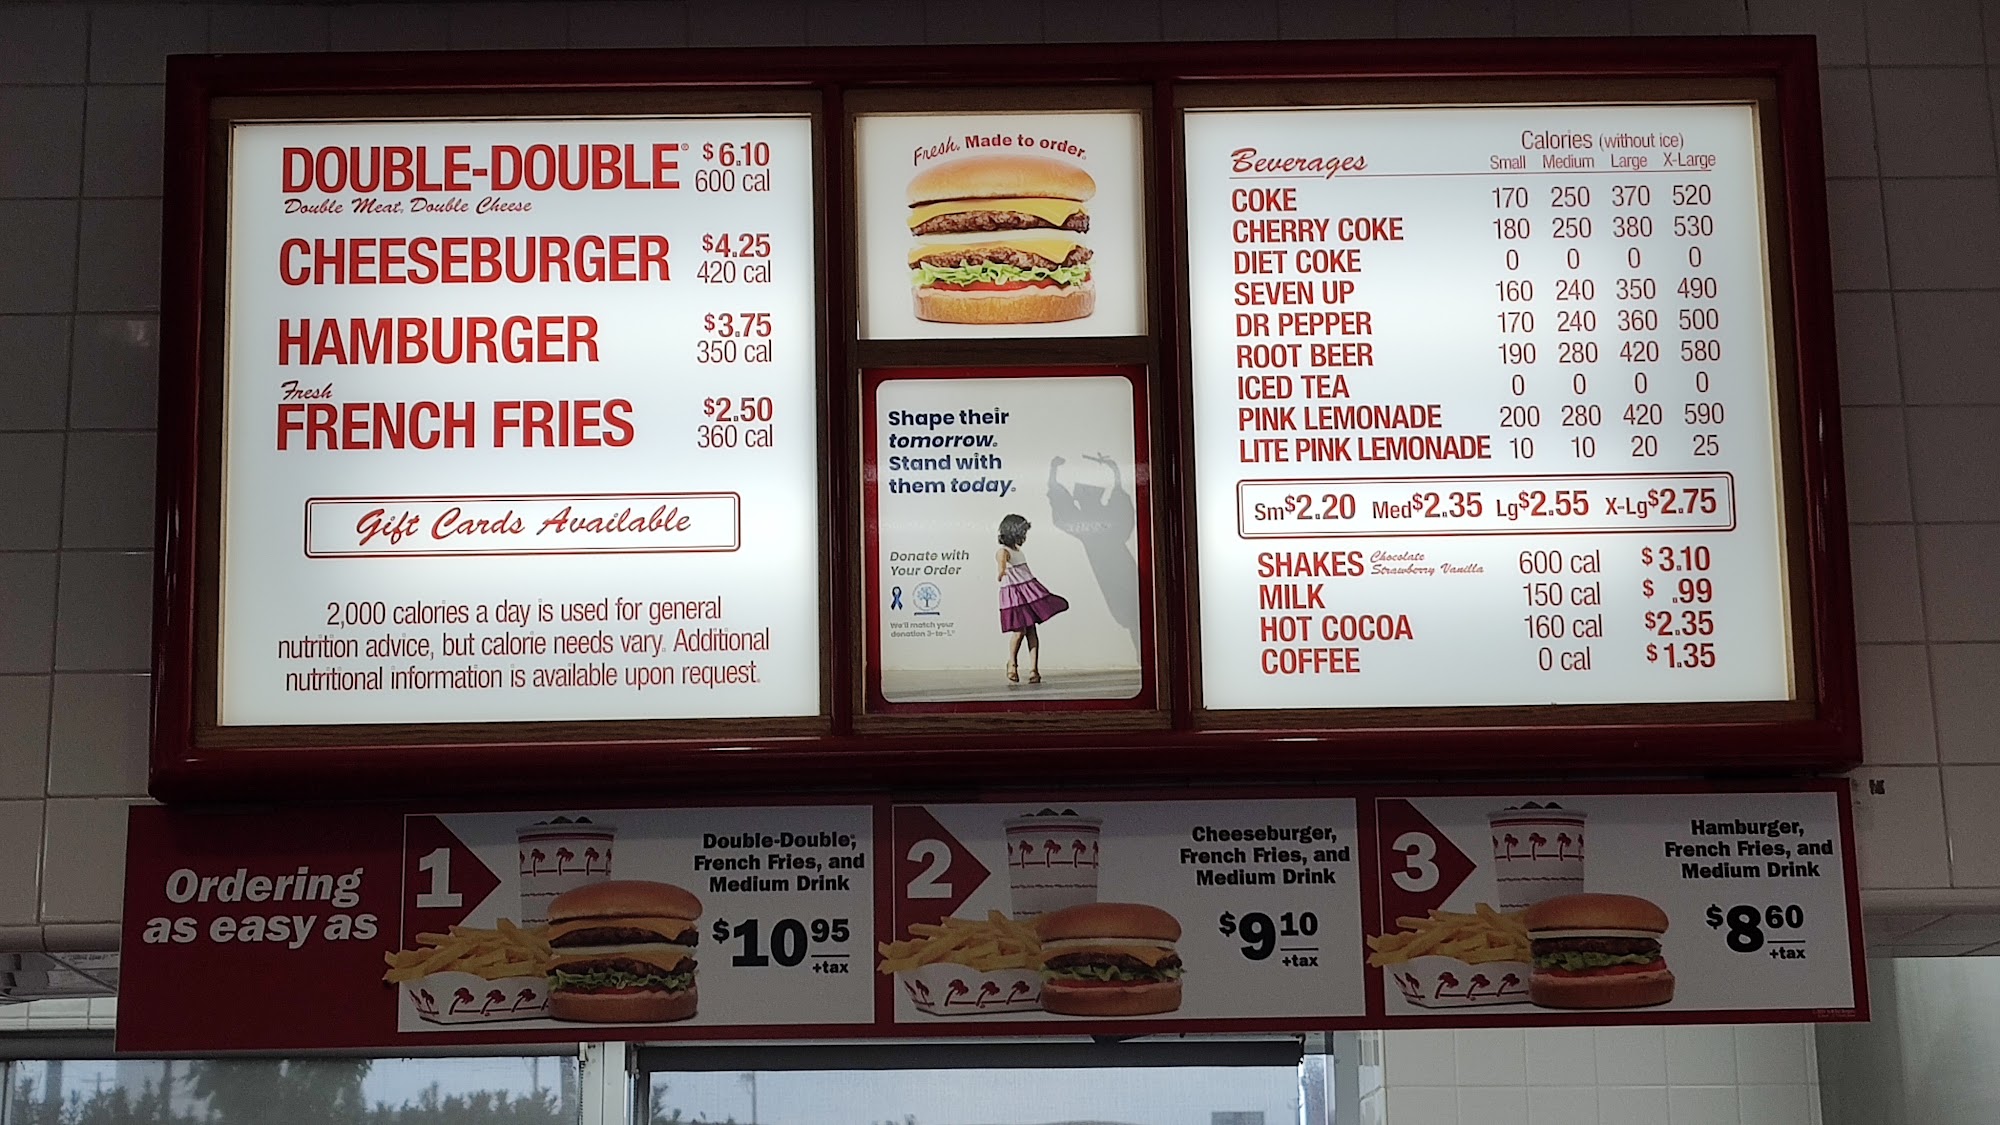 DOUBLE-DOUBLE® $6.10
600 cal
Double Meat, Double Cheese
CHEESEBURGER $4.25
420 cal
HAMBURGER $3.75
350 cal
Fresh
FRENCH FRIES $2.50
360 cal
Gift Cards Available
2,000 calories a day is used for general
nutrition advice, but calorie needs vary. Additional
nutritional information is available upon request.
Fresh. Made to order.
Shape their
tomorrow.
Stand with
them today.
Donate with
Your Order
We'll match your
donation 3-to-1.*
Calories (without ice)
Beverages Small Medium Large X-Large
COKE 170 250 370 520
CHERRY COKE 180 250 380 530
DIET COKE 0 0 0 0
SEVEN UP 160 240 350 490
DR PEPPER 170 240 360 500
ROOT BEER 190 280 420 580
ICED TEA 0 0 0 0
PINK LEMONADE 200 280 420 590
LITE PINK LEMONADE 10 10 20 25
Sm$2.20 Med$2.35 Lg$2.55 X-Lg$2.75
SHAKES Chocolate Strawberry Vanilla 600 cal $3.10
MILK 150 cal $.99
HOT COCOA 160 cal $2.35
COFFEE 0 cal $1.35
Ordering
as easy as
1
Double-Double®,
French Fries, and
Medium Drink
$10 95
+tax
2
Cheeseburger,
French Fries, and
Medium Drink
$9 10
+tax
3
Hamburger,
French Fries, and
Medium Drink
$8 60
+tax